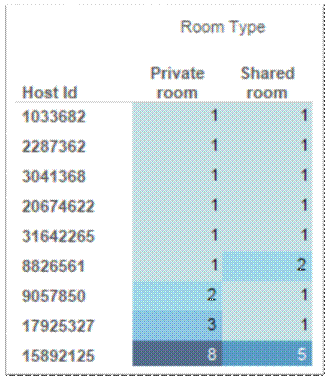 Room Type
Private Shared
Host Id room room
1033682 1 1
2287362 1 1
3041368 1 1
20674622 1 1
31642265 1 1
8826561 1 2
9057850 2 1
17925327 3 1
15892125 8 5